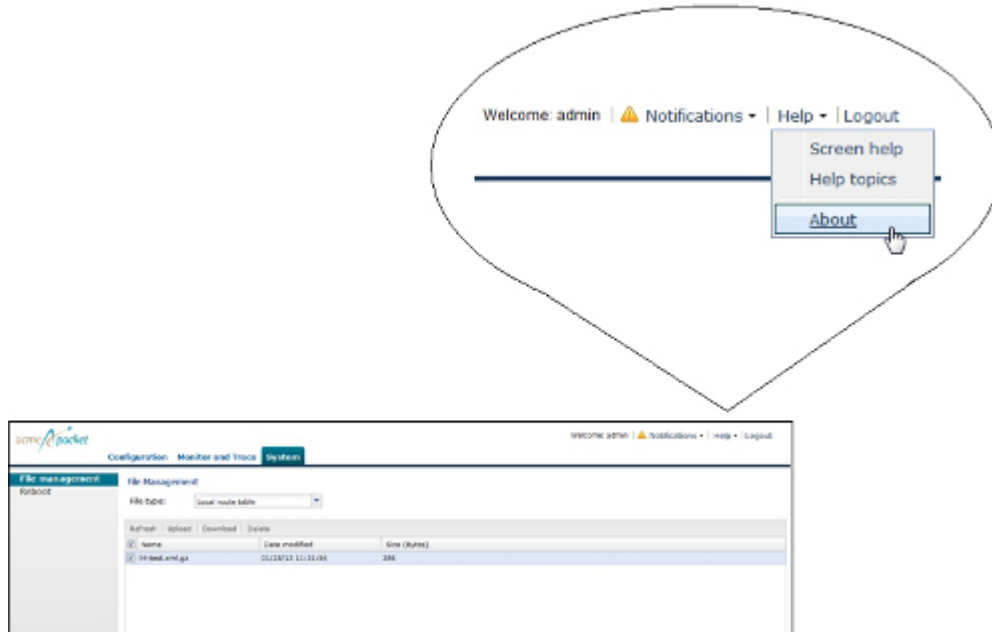 Welcome: admin | Notifications | Help | Logout
Screen help
Help topics
About
acme packet
Welcome: admin | Notifications | Help | Logout
Configuration Monitor and Trace System
File management
Reboot
File Management
File type: Local route table
Refresh | Upload | Download | Delete
Name Date modified Size (Bytes)